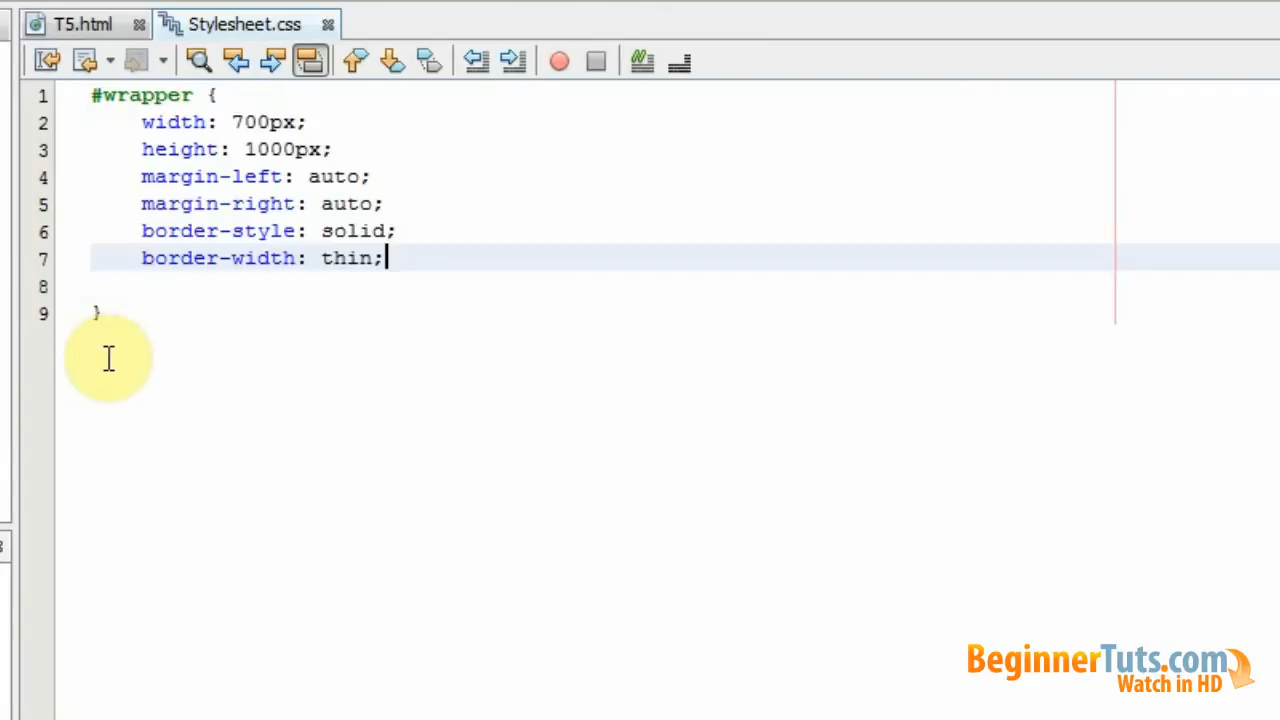 T5.html Stylesheet.css
1 #wrapper {
2 width: 700px;
3 height: 1000px;
4 margin-left: auto;
5 margin-right: auto;
6 border-style: solid;
7 border-width: thin;
8
9 }
BeginnerTuts.com
Watch in HD